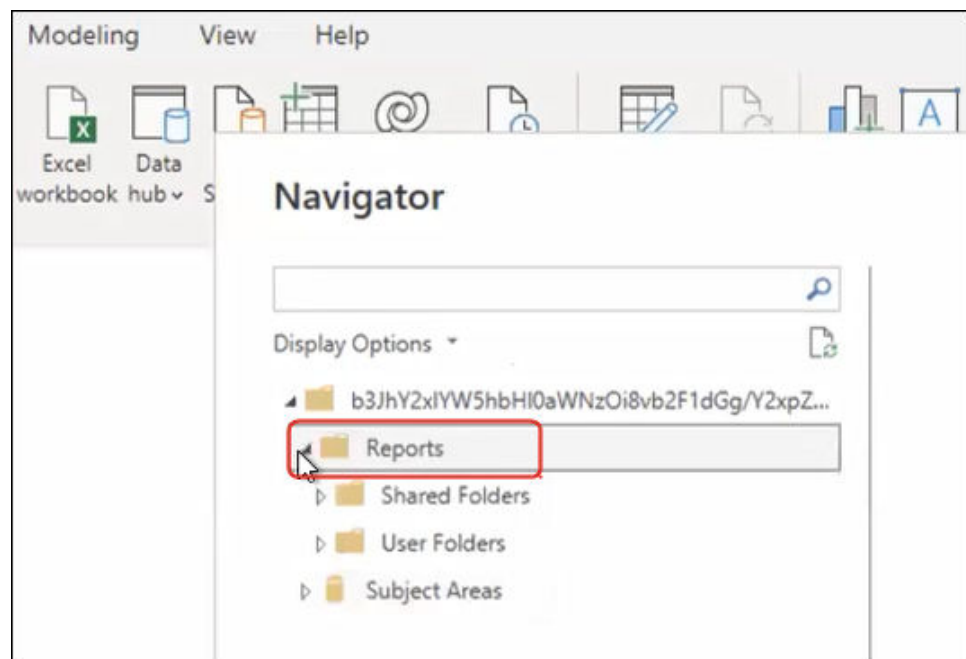 Modeling View Help
Excel workbook
Data hub
S
Navigator
Display Options
b3JhY2xlYW5hbHl0aWNzOi8vb2F1dGg/Y2xpZ...
Reports
Shared Folders
User Folders
Subject Areas